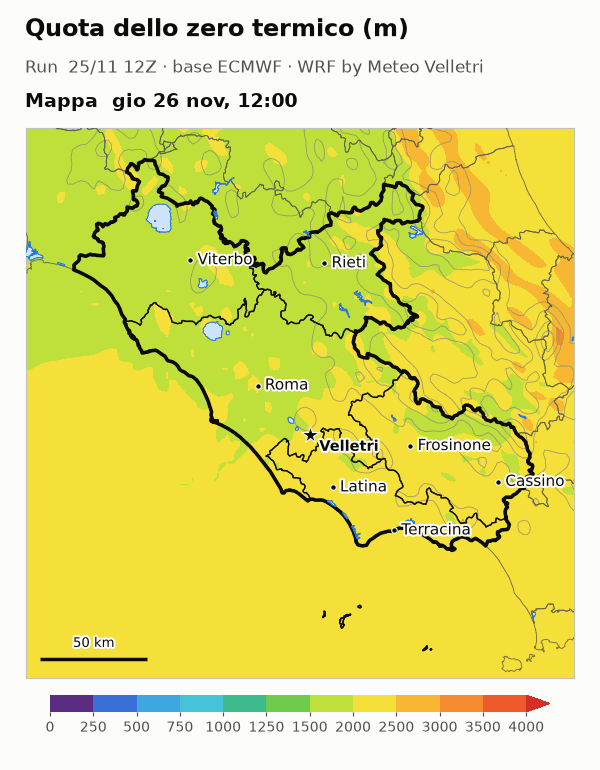 Quota dello zero termico (m)
Run 25/11 12Z · base ECMWF · WRF by Meteo Velletri
Mappa gio 26 nov, 12:00
Viterbo
Rieti
Roma
Velletri
Frosinone
Cassino
Latina
Terracina
50 km
0 250 500 750 1000 1250 1500 2000 2500 3000 3500 4000